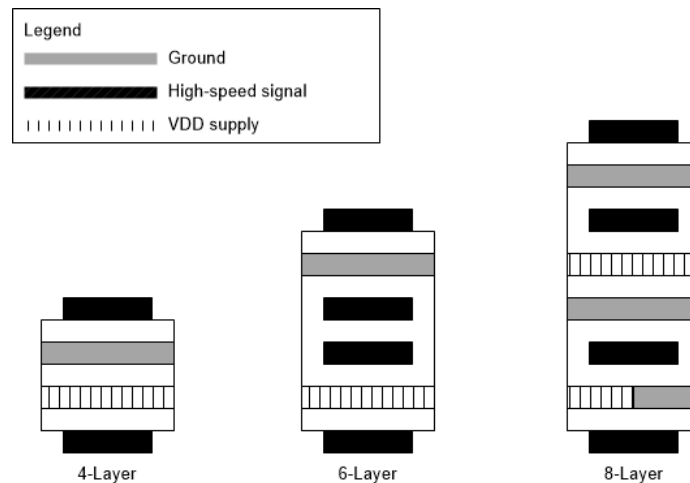 Legend
Ground
High-speed signal
VDD supply
4-Layer
6-Layer
8-Layer